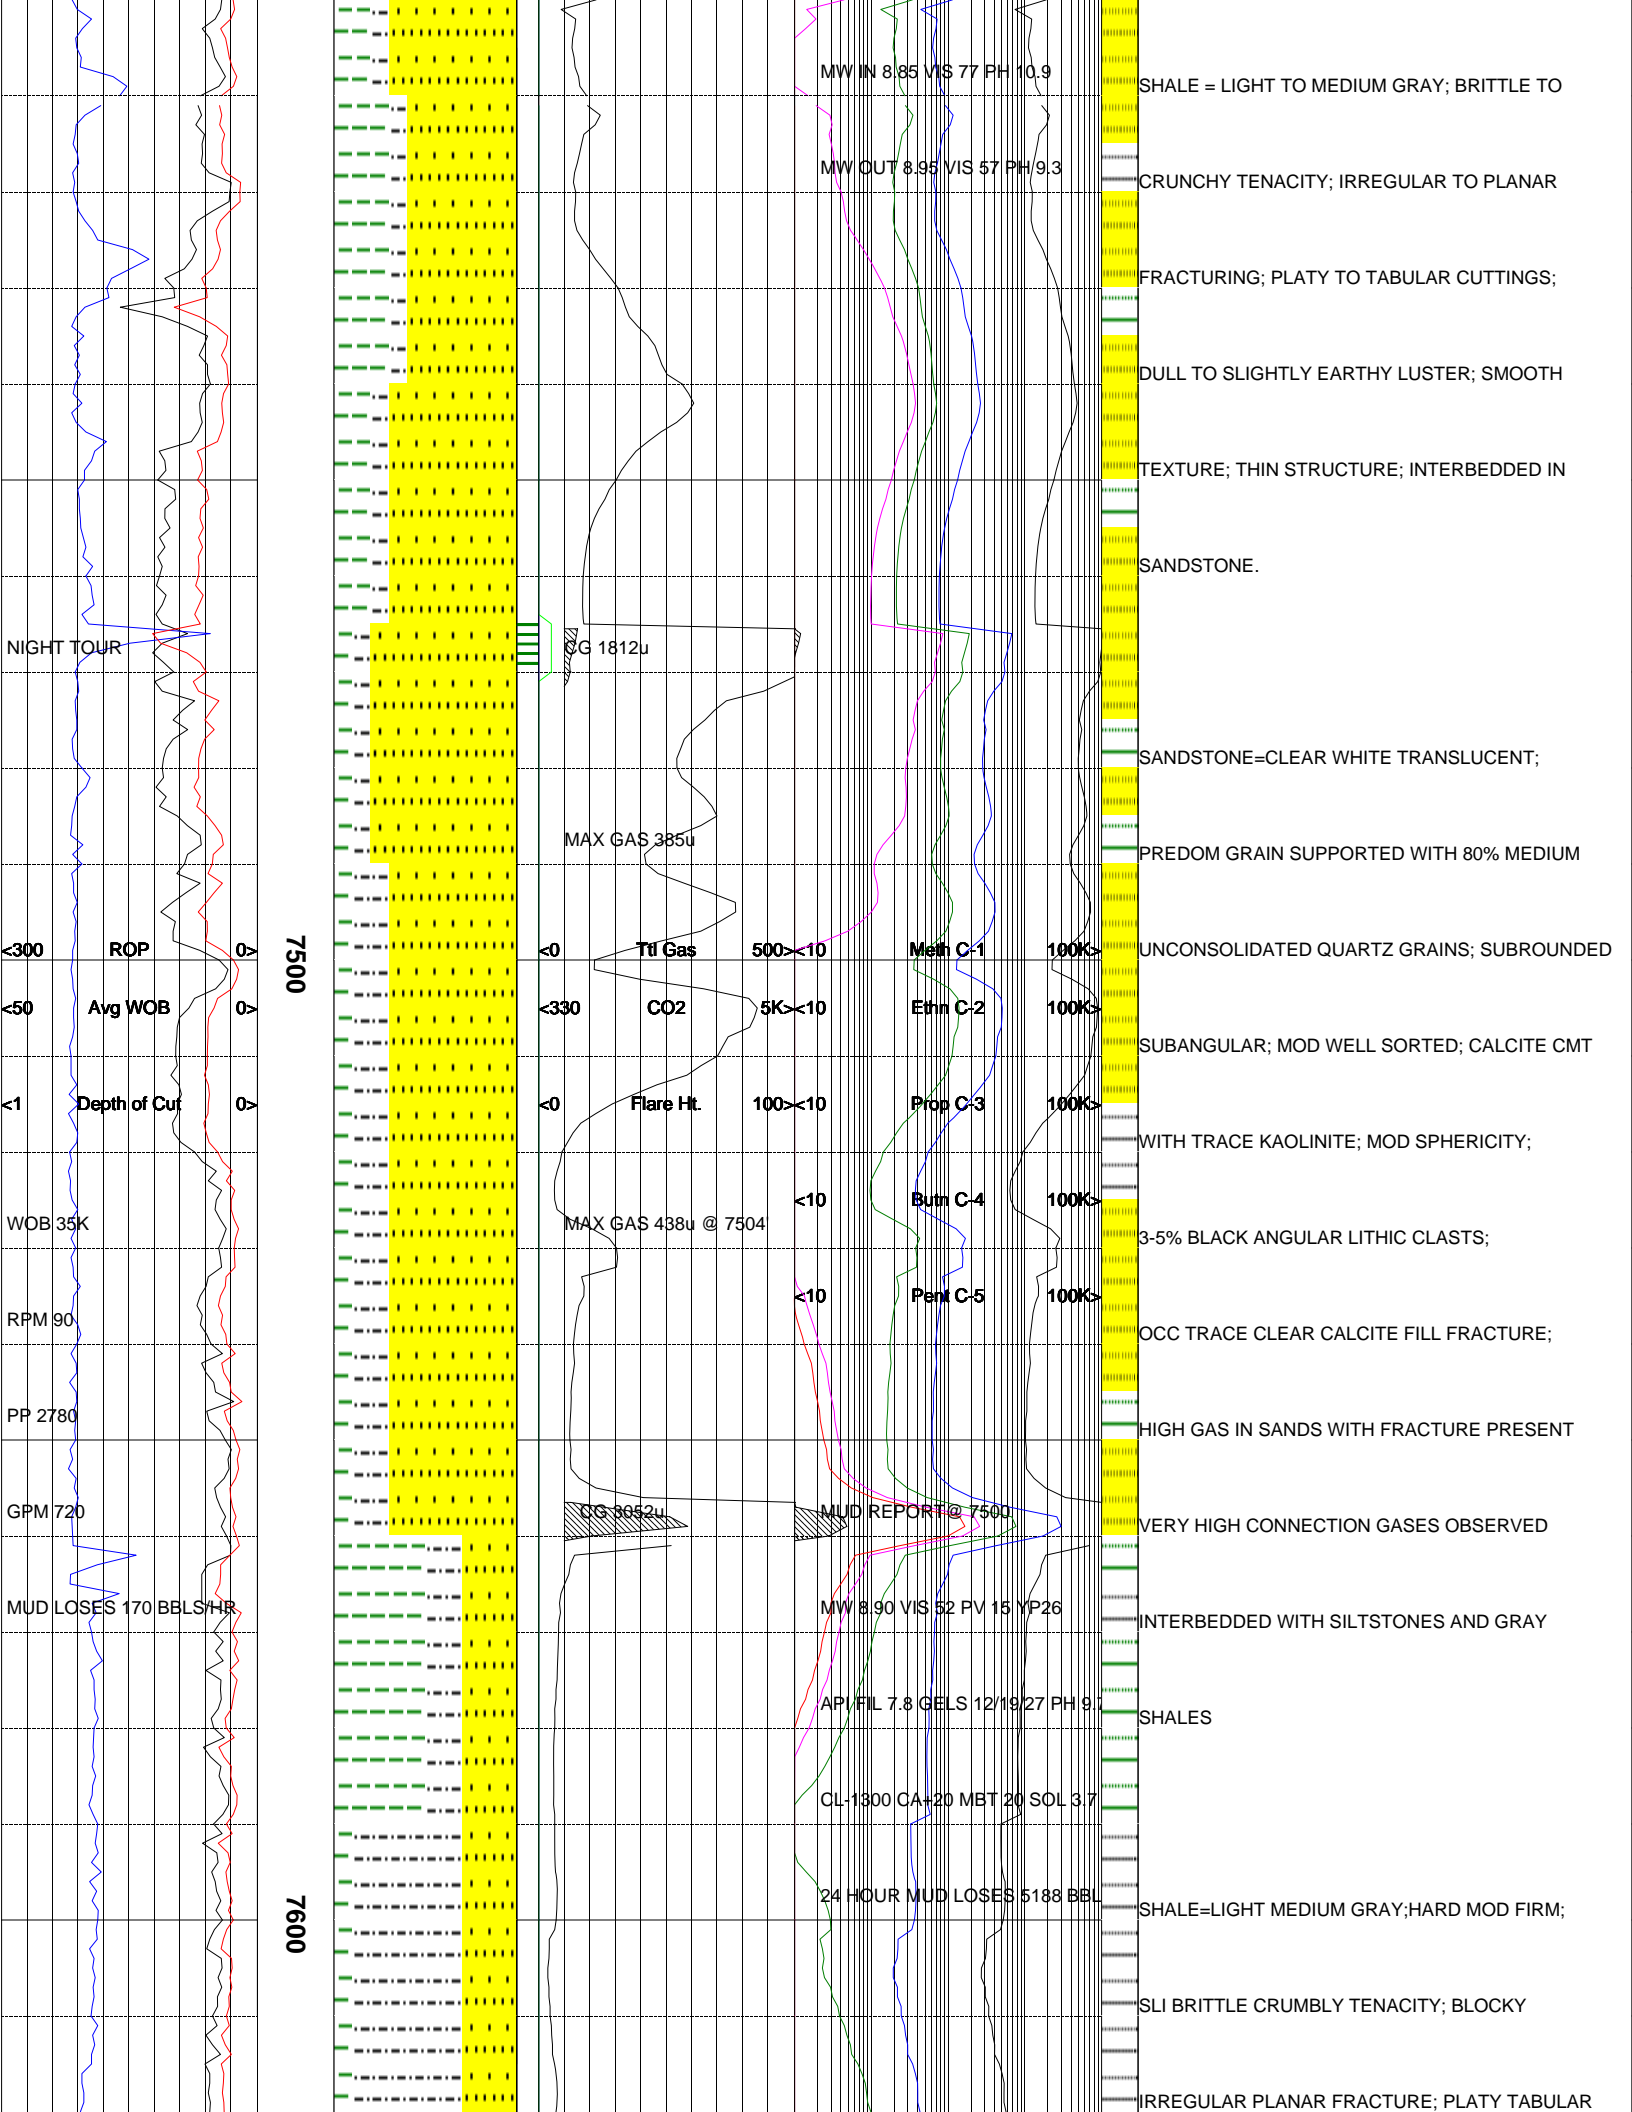 MW IN 8.85 VIS 77 PH 10.9
SHALE = LIGHT TO MEDIUM GRAY; BRITTLE TO
MW OUT 8.95 VIS 57 PH 9.3
CRUNCHY TENACITY; IRREGULAR TO PLANAR
FRACTURING; PLATY TO TABULAR CUTTINGS;
DULL TO SLIGHTLY EARTHY LUSTER; SMOOTH
TEXTURE; THIN STRUCTURE; INTERBEDDED IN
SANDSTONE.
NIGHT TOUR
CG 1812u
SANDSTONE=CLEAR WHITE TRANSLUCENT;
MAX GAS 385u
PREDOM GRAIN SUPPORTED WITH 80% MEDIUM
<300 ROP 0>
7500
<0 Ttl Gas 500>
<10 Meth C-1 100K>
UNCONSOLIDATED QUARTZ GRAINS; SUBROUNDED
<50 Avg WOB 0>
<330 CO2 5K>
<10 Ethn C-2 100K>
SUBANGULAR; MOD WELL SORTED; CALCITE CMT
<1 Depth of Cut 0>
<0 Flare Ht. 100>
<10 Prop C-3 100K>
WITH TRACE KAOLINITE; MOD SPHERICITY;
<10 Butn C-4 100K>
WOB 35K
MAX GAS 438u @ 7504'
3-5% BLACK ANGULAR LITHIC CLASTS;
<10 Pent C-5 100K>
RPM 90
OCC TRACE CLEAR CALCITE FILL FRACTURE;
PP 2780
HIGH GAS IN SANDS WITH FRACTURE PRESENT
GPM 720
CG 3052u
MUD REPORT @ 7500
VERY HIGH CONNECTION GASES OBSERVED
MUD LOSES 170 BBLS/HR
MW 8.90 VIS 52 PV 15 YP26
INTERBEDDED WITH SILTSTONES AND GRAY
API FIL 7.8 GELS 12/19/27 PH 9.7
SHALES
CL-1300 CA+20 MBT 20 SOL 3.7
7600
24 HOUR MUD LOSES 5188 BBL
SHALE=LIGHT MEDIUM GRAY;HARD MOD FIRM;
SLI BRITTLE CRUMBLY TENACITY; BLOCKY
IRREGULAR PLANAR FRACTURE; PLATY TABULAR